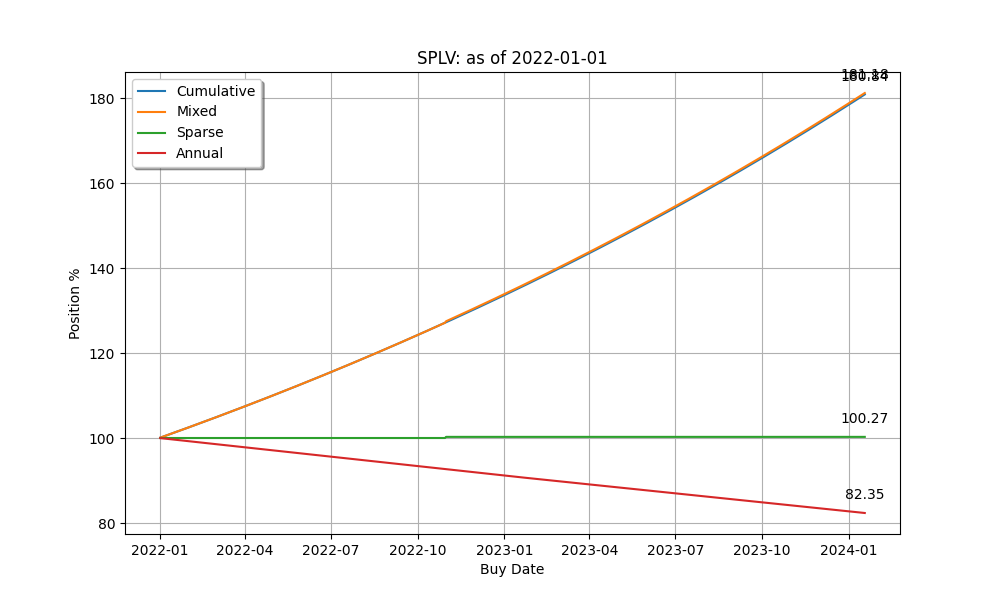 SPLV: as of 2022-01-01
Cumulative
Mixed
Sparse
Annual
180
160
140
120
100
80
100.27
82.35
2022-01 2022-04 2022-07 2022-10 2023-01 2023-04 2023-07 2023-10 2024-01
Buy Date
Position %